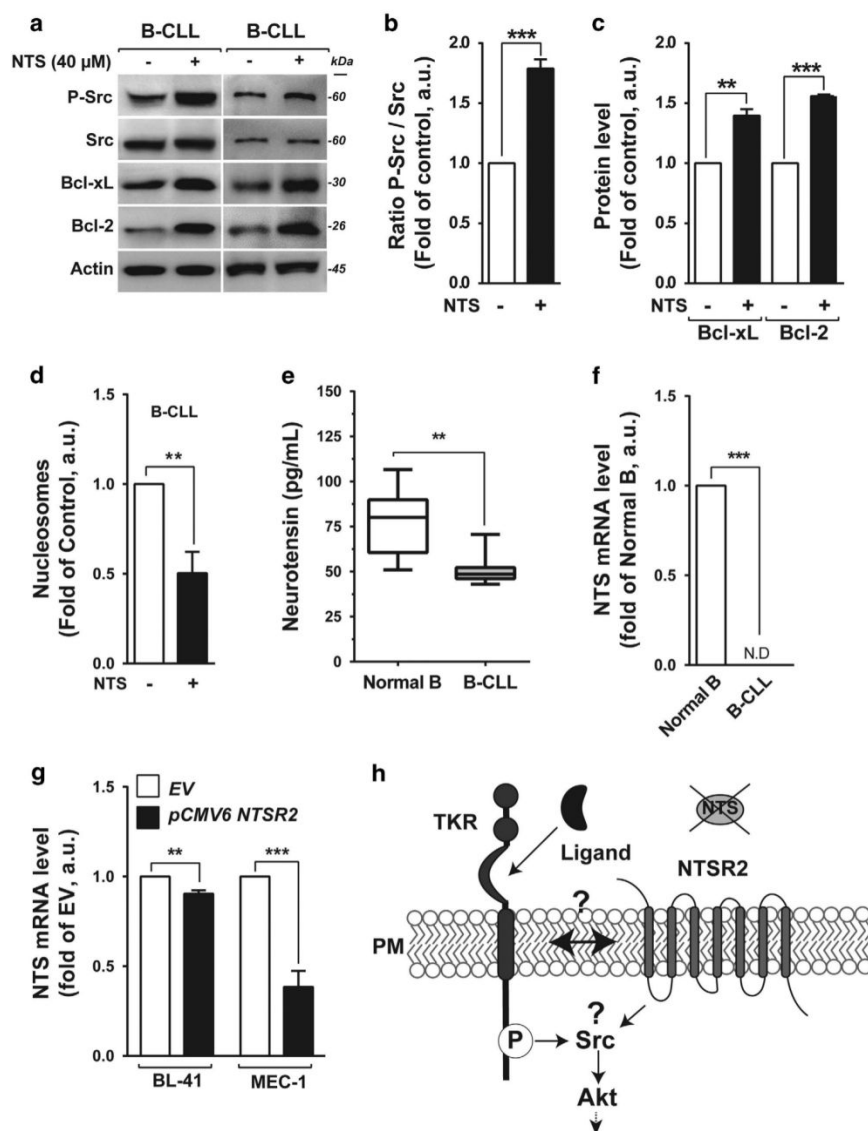 a
B-CLL B-CLL
NTS (40 µM) - + - + kDa
P-Src -60
Src -60
Bcl-xL -30
Bcl-2 -26
Actin -45
b
Ratio P-Src / Src
(Fold of control, a.u.)
2.0
1.5
1.0
0.5
0.0
***
NTS - +
c
Protein level
(Fold of control, a.u.)
2.0
1.5
1.0
0.5
0.0
**
***
NTS - + - +
Bcl-xL Bcl-2
d
Nucleosomes
(Fold of Control, a.u.)
1.5
1.0
0.5
0.0
B-CLL
**
NTS - +
e
Neurotensin (pg/mL)
150
125
100
75
50
25
0
**
Normal B B-CLL
f
NTS mRNA level
(fold of Normal B, a.u.)
1.5
1.0
0.5
0.0
***
N.D
Normal B B-CLL
g
NTS mRNA level
(fold of EV, a.u.)
1.5
1.0
0.5
0.0
EV
pCMV6 NTSR2
**
***
BL-41 MEC-1
h
TKR
Ligand
NTS
NTSR2
?
PM
?
P
Src
Akt